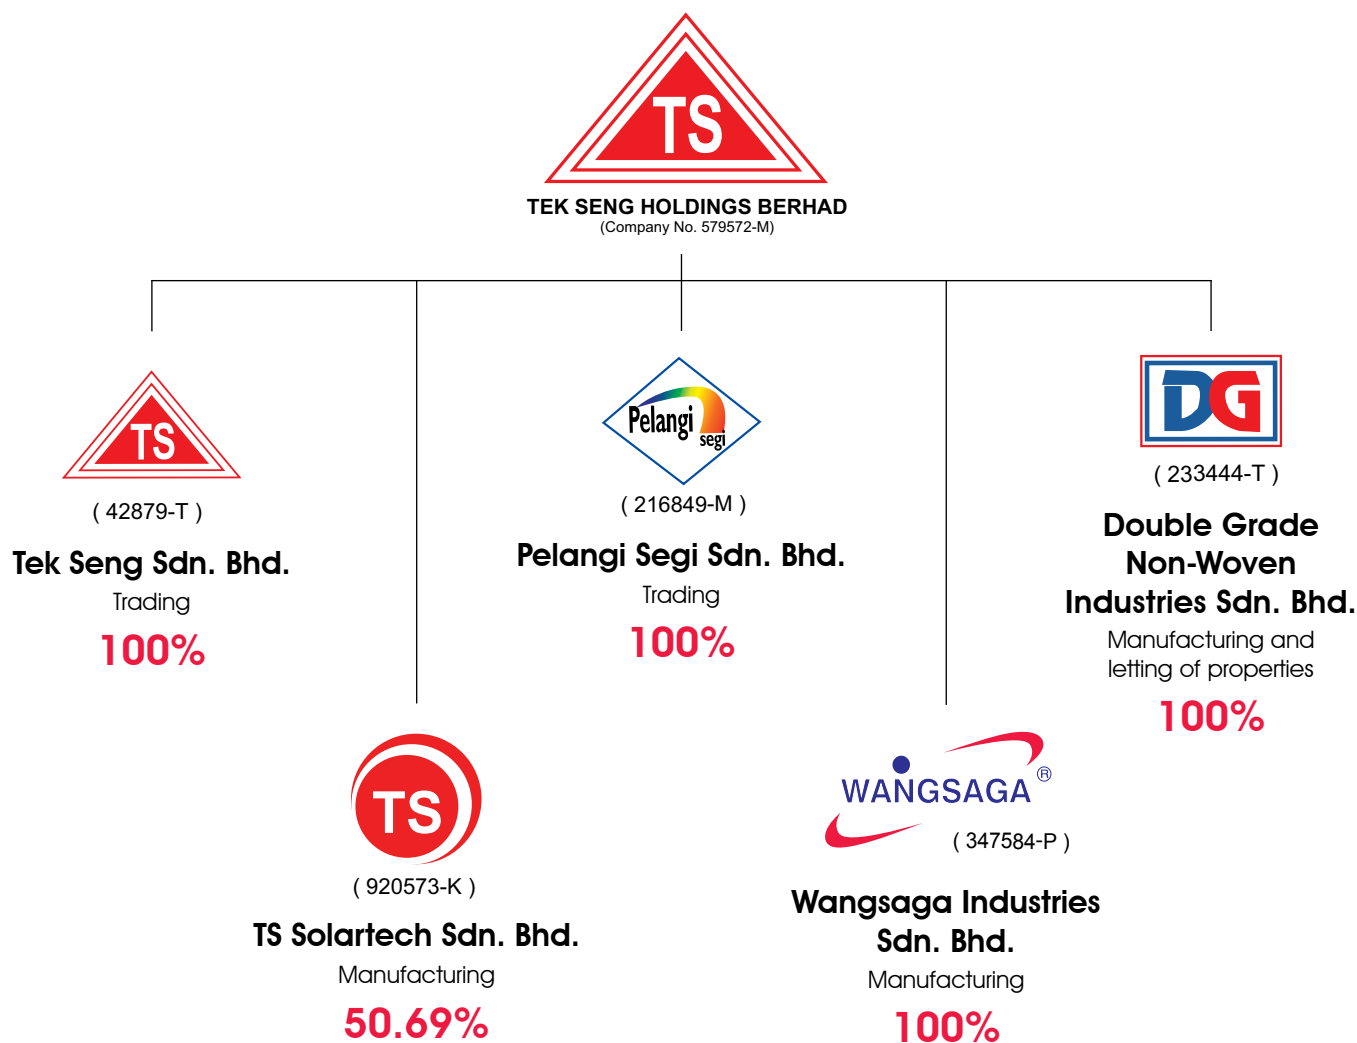 TS
TEK SENG HOLDINGS BERHAD
(Company No. 579572-M)
TS
( 42879-T )
Tek Seng Sdn. Bhd.
Trading
100%
Pelangi
segi
( 216849-M )
Pelangi Segi Sdn. Bhd.
Trading
100%
DG
( 233444-T )
Double Grade
Non-Woven
Industries Sdn. Bhd.
Manufacturing and
letting of properties
100%
TS
( 920573-K )
TS Solartech Sdn. Bhd.
Manufacturing
50.69%
WANGSAGA ®
( 347584-P )
Wangsaga Industries
Sdn. Bhd.
Manufacturing
100%